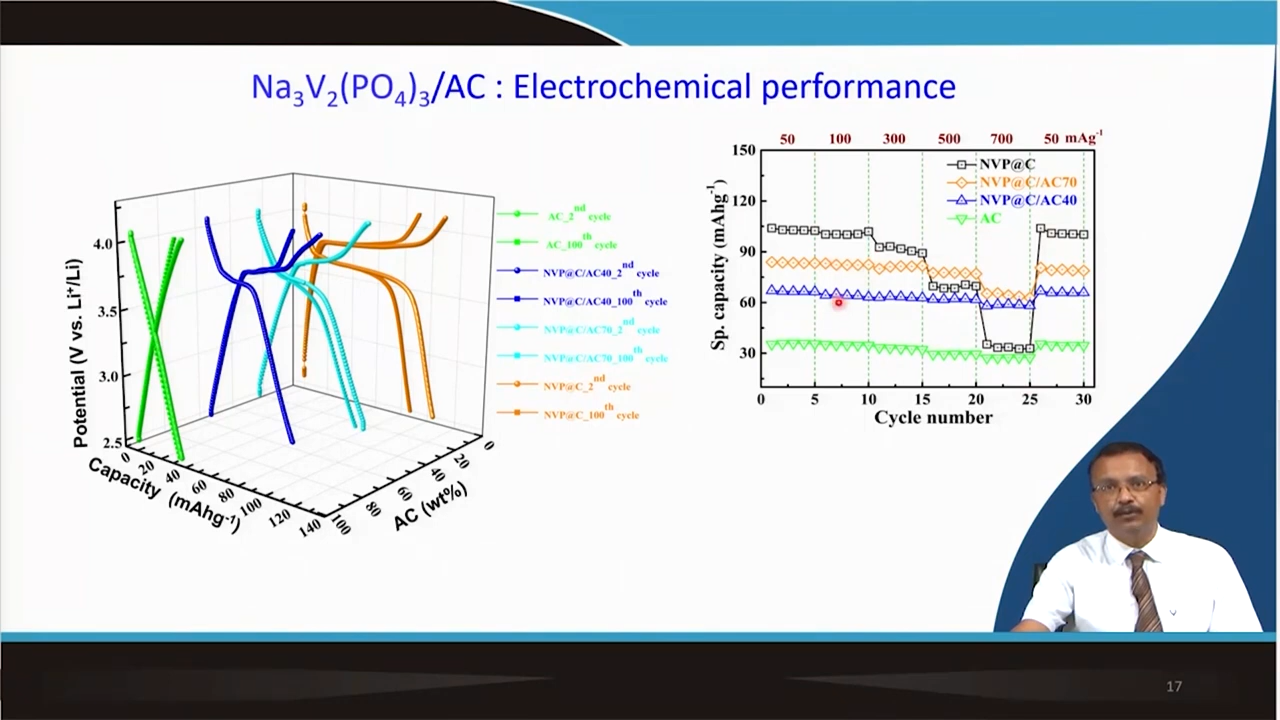 Na₃V₂(PO₄)₃/AC : Electrochemical performance
4.0
3.5
3.0
2.5
Potential (V vs. Li⁺/Li)
0
20
40
60
80
100
120
140
Capacity (mAhg⁻¹)
100
80
60
40
20
0
AC (wt%)
AC_2ⁿᵈ cycle
AC_100ᵗʰ cycle
NVP@C/AC40_2ⁿᵈ cycle
NVP@C/AC40_100ᵗʰ cycle
NVP@C/AC70_2ⁿᵈ cycle
NVP@C/AC70_100ᵗʰ cycle
NVP@C_2ⁿᵈ cycle
NVP@C_100ᵗʰ cycle
50 100 300 500 700 50 mAg⁻¹
150
120
90
60
30
Sp. capacity (mAhg⁻¹)
NVP@C
NVP@C/AC70
NVP@C/AC40
AC
0 5 10 15 20 25 30
Cycle number
17